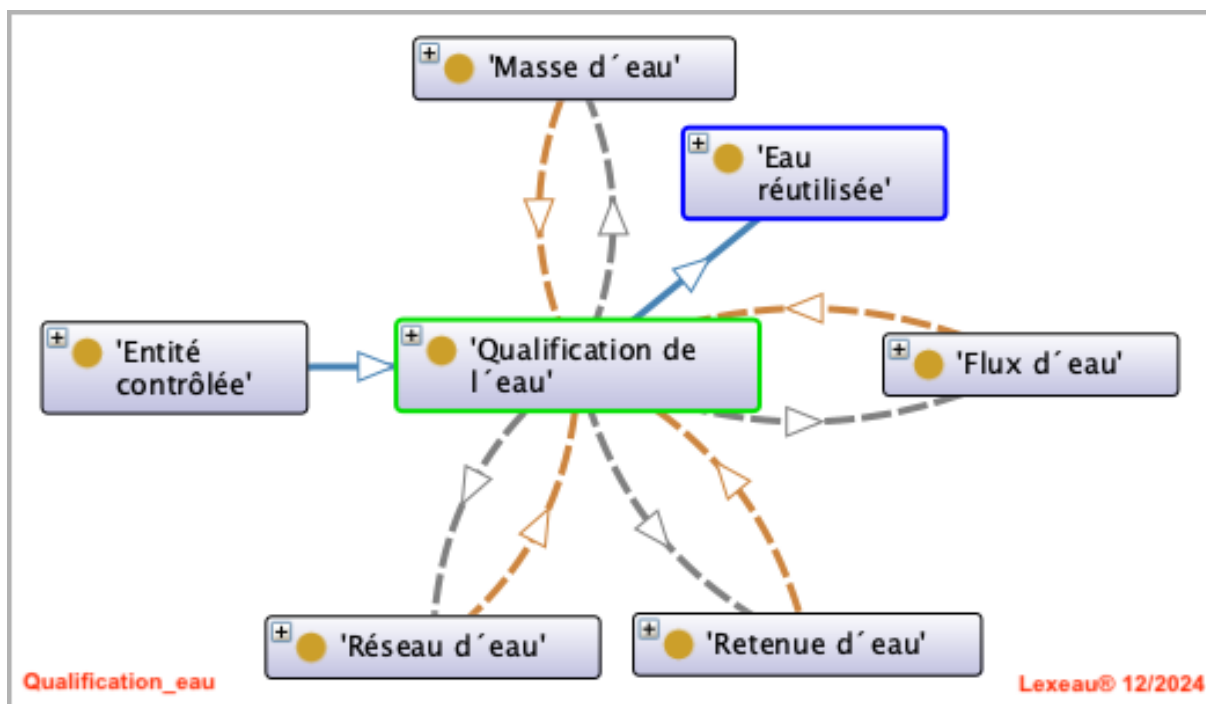 'Masse d´eau'
'Eau
réutilisée'
'Entité
contrôlée'
'Qualification de
l´eau'
'Flux d´eau'
'Réseau d´eau'
'Retenue d´eau'
Qualification_eau
Lexeau® 12/2024